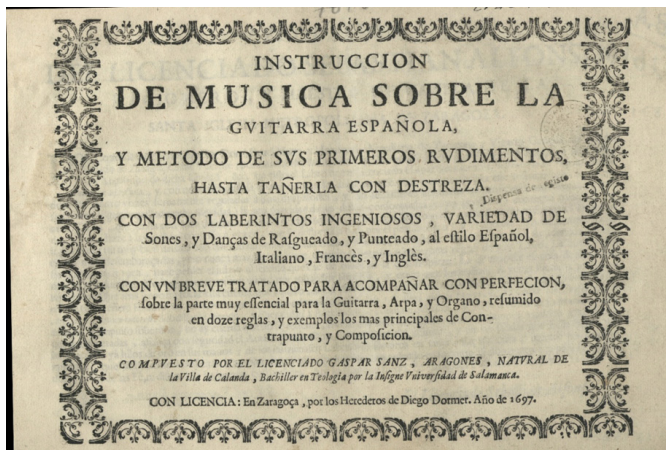 INSTRUCCION
DE MUSICA SOBRE LA
GVITARRA ESPAÑOLA,
Y METODO DE SVS PRIMEROS RVDIMENTOS,
HASTA TAÑERLA CON DESTREZA.
CON DOS LABERINTOS INGENIOSOS, VARIEDAD DE
Sones, y Danças de Raſgueado, y Punteado, al eſtilo Eſpañol,
Italiano, Francès, y Inglès.
CON VN BREVE TRATADO PARA ACOMPAÑAR CON PERFECION,
ſobre la parte muy eſſencial para la Guitarra, Arpa, y Organo, reſumido
en doze reglas, y exemplos los mas principales de Con-
trapunto, y Compoſicion.
COMPVESTO POR EL LICENCIADO GASPAR SANZ, ARAGONES, NATVRAL DE
la Villa de Calanda, Bachiller en Teologia por la Inſigne Vniverſidad de Salamanca.
CON LICENCIA: En Zaragoça, por los Herederos de Diego Dormer. Año de 1697.